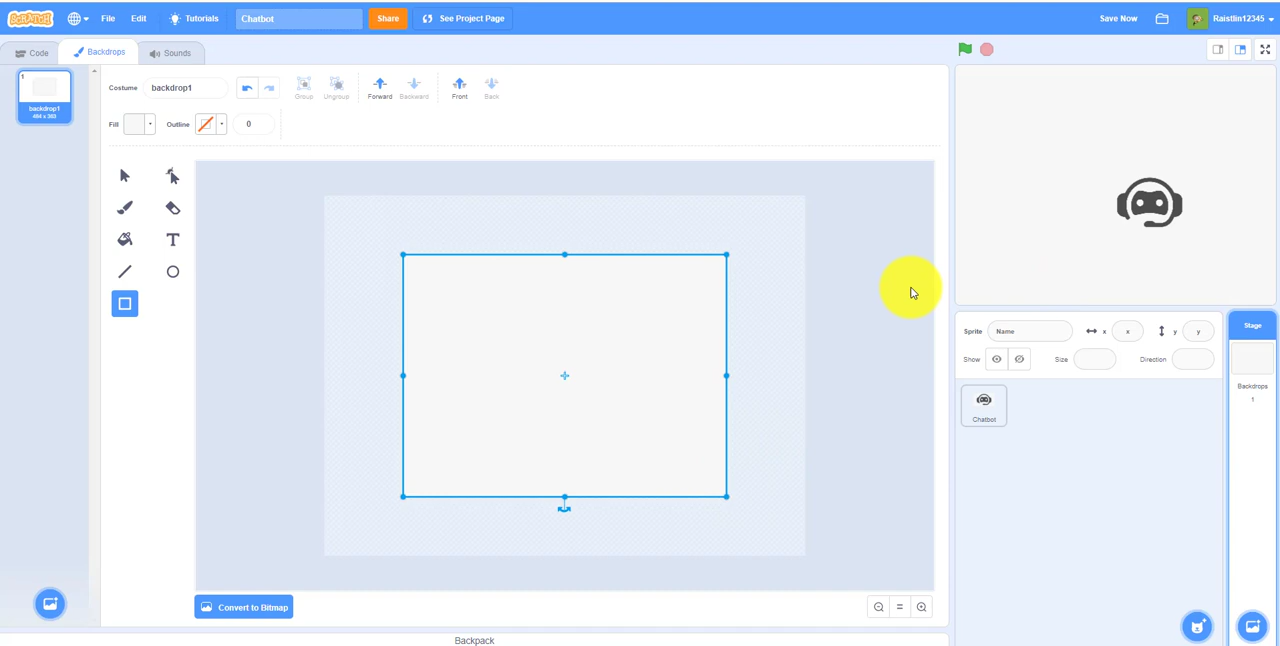 SCRATCH File Edit Tutorials Chatbot Share See Project Page Save Now Raistlin12345
Code Backdrops Sounds
1
backdrop1
Costume backdrop1 Group Ungroup Forward Backward Front Back
Fill Outline 0
T
Sprite Name x x y y Stage
Show Size Direction
Backdrops
1
Chatbot
Convert to Bitmap
Backpack